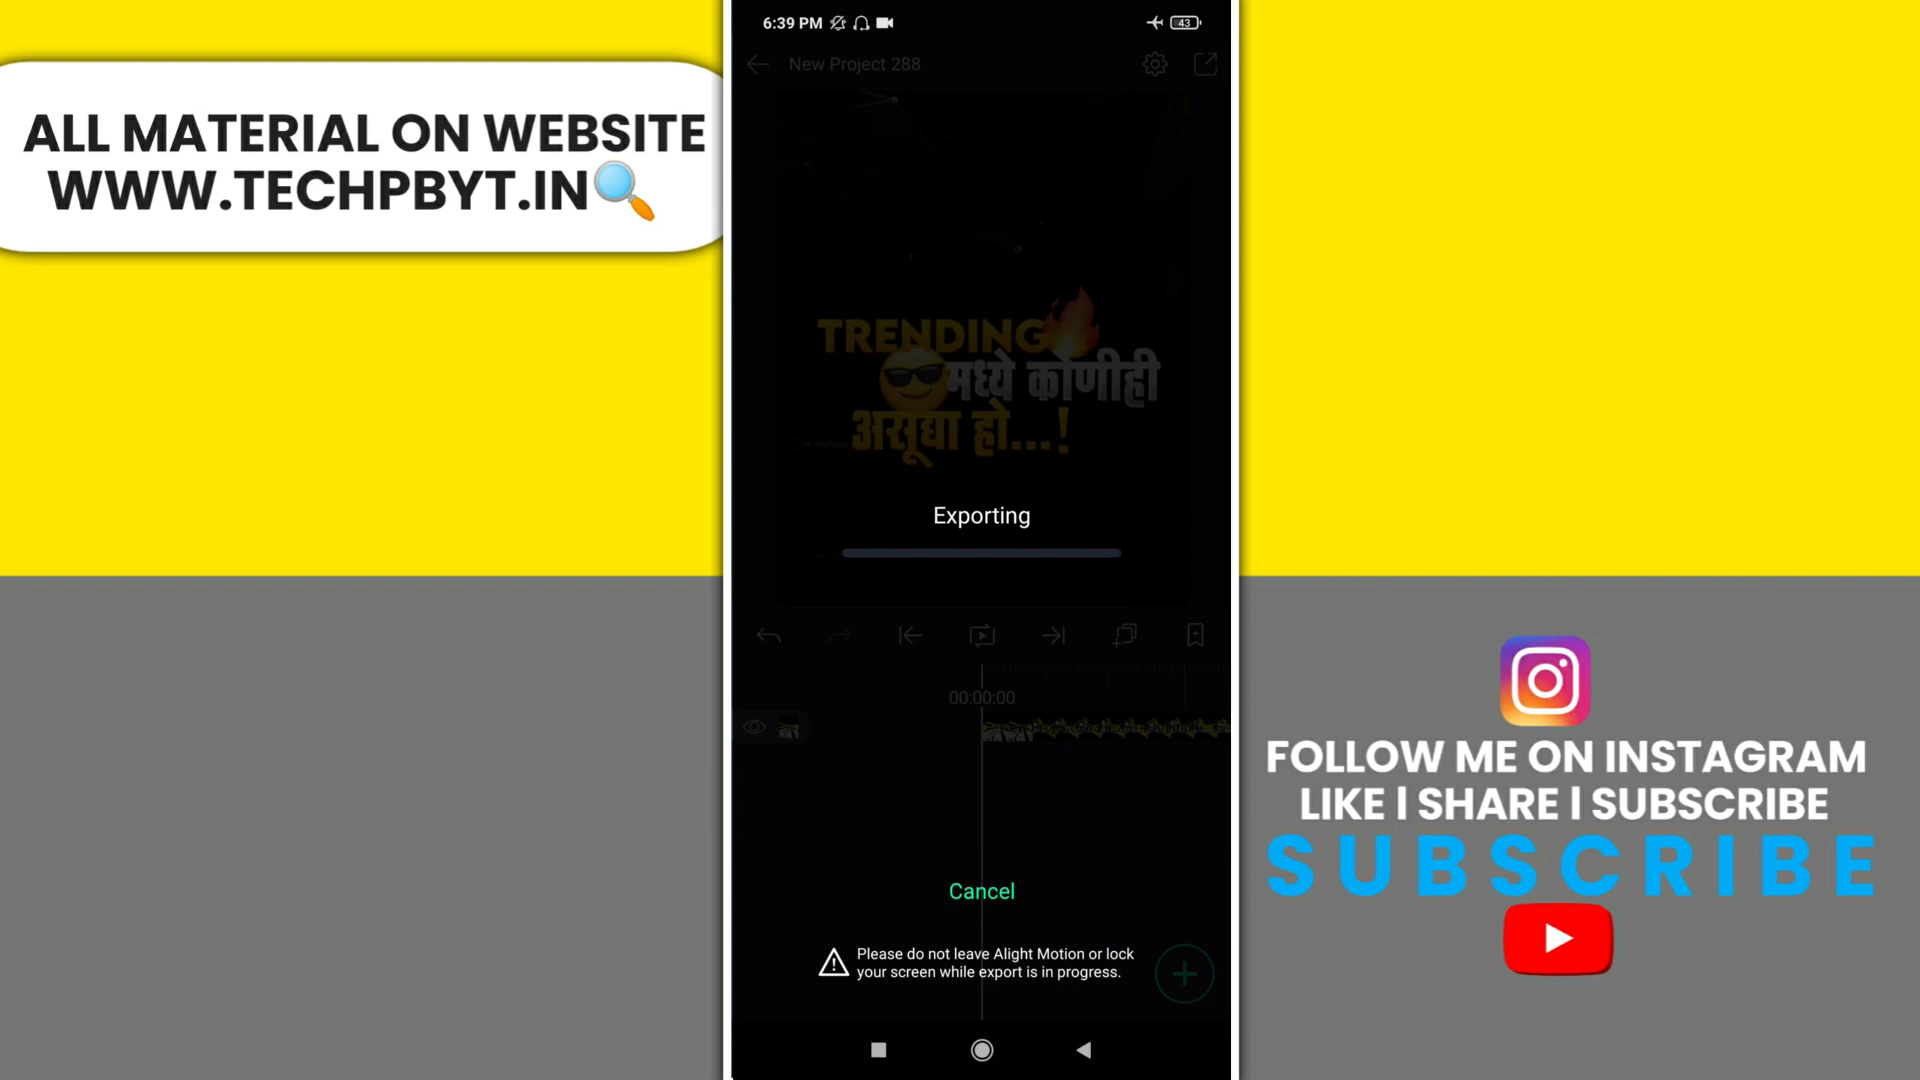 ALL MATERIAL ON WEBSITE
WWW.TECHPBYT.IN
6:39 PM
43
New Project 288
TRENDING
मध्ये कोणीही
असूद्या हो...!
Exporting
00:00:00
Cancel
Please do not leave Alight Motion or lock
your screen while export is in progress.
FOLLOW ME ON INSTAGRAM
LIKE | SHARE | SUBSCRIBE
SUBSCRIBE